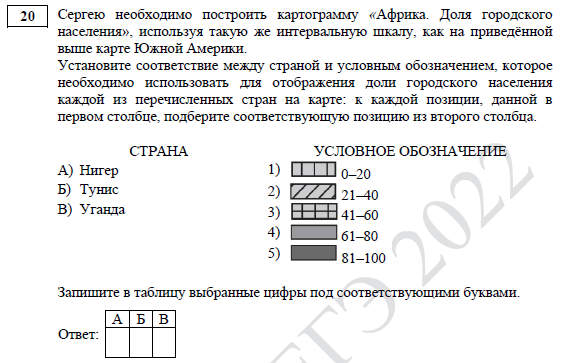 20
Сергею необходимо построить картограмму «Африка. Доля городского
населения», используя такую же интервальную шкалу, как на приведённой
выше карте Южной Америки.
Установите соответствие между страной и условным обозначением, которое
необходимо использовать для отображения доли городского населения
каждой из перечисленных стран на карте: к каждой позиции, данной в
первом столбце, подберите соответствующую позицию из второго столбца.
СТРАНА
А) Нигер
Б) Тунис
В) Уганда
УСЛОВНОЕ ОБОЗНАЧЕНИЕ
1) 0–20
2) 21–40
3) 41–60
4) 61–80
5) 81–100
Запишите в таблицу выбранные цифры под соответствующими буквами.
Ответ:
А Б В
ЕГЭ 2022